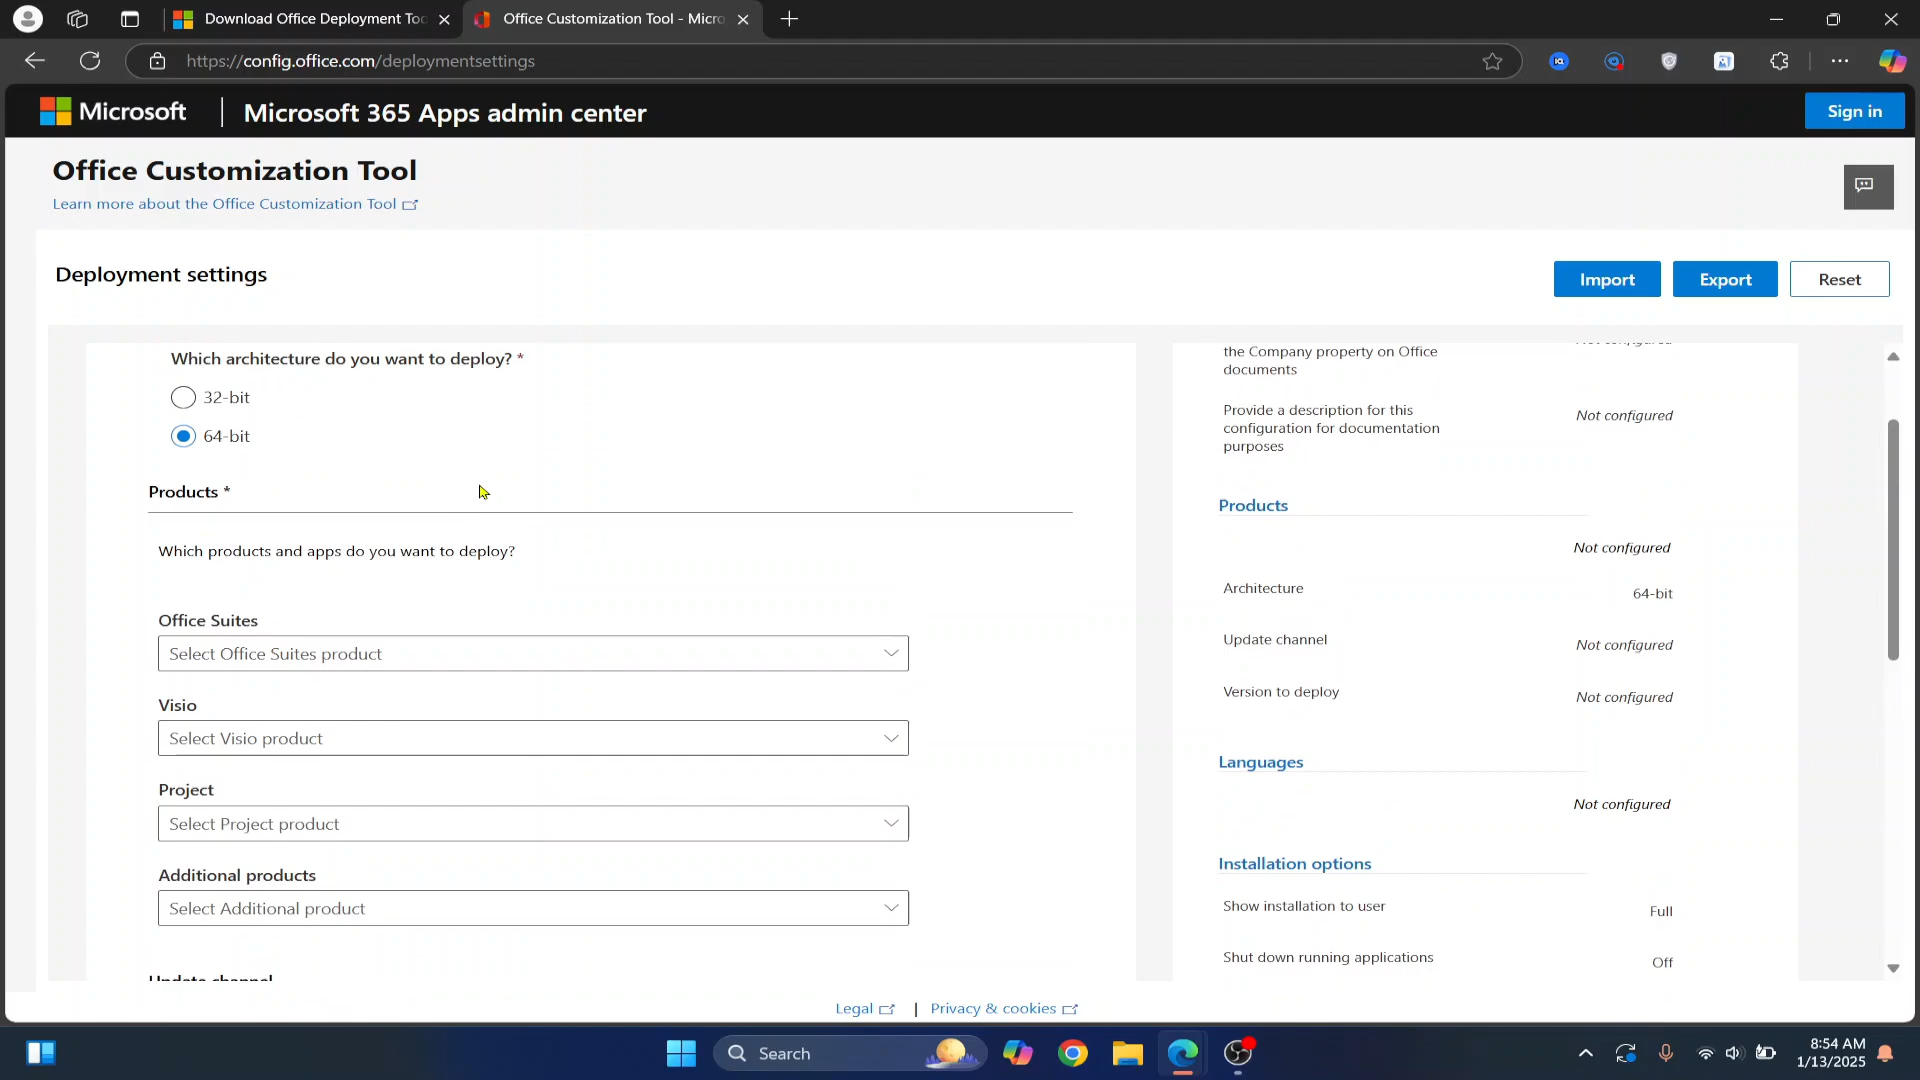 Download Office Deployment Too
Office Customization Tool - Micro
https://config.office.com/deploymentsettings
Microsoft
Microsoft 365 Apps admin center
Sign in
Office Customization Tool
Learn more about the Office Customization Tool
Deployment settings
Import
Export
Reset
Which architecture do you want to deploy? *
32-bit
64-bit
Products *
Which products and apps do you want to deploy?
Office Suites
Select Office Suites product
Visio
Select Visio product
Project
Select Project product
Additional products
Select Additional product
Update channel
the Company property on Office
documents
Provide a description for this
configuration for documentation
purposes
Not configured
Products
Not configured
Architecture
64-bit
Update channel
Not configured
Version to deploy
Not configured
Languages
Not configured
Installation options
Show installation to user
Full
Shut down running applications
Off
Legal
|
Privacy & cookies
Search
8:54 AM
1/13/2025